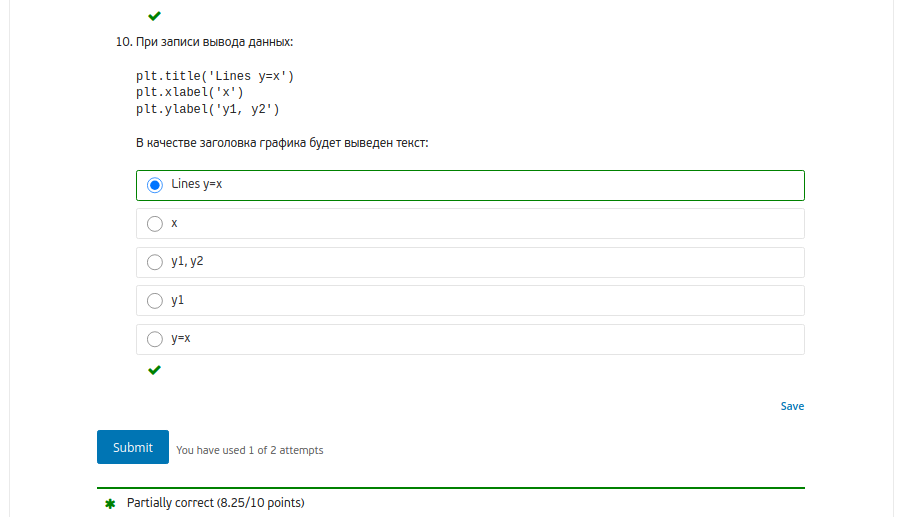 10. При записи вывода данных:
plt.title('Lines y=x')
plt.xlabel('x')
plt.ylabel('y1, y2')
В качестве заголовка графика будет выведен текст:
Lines y=x
x
y1, y2
y1
y=x
Save
Submit You have used 1 of 2 attempts
Partially correct (8.25/10 points)